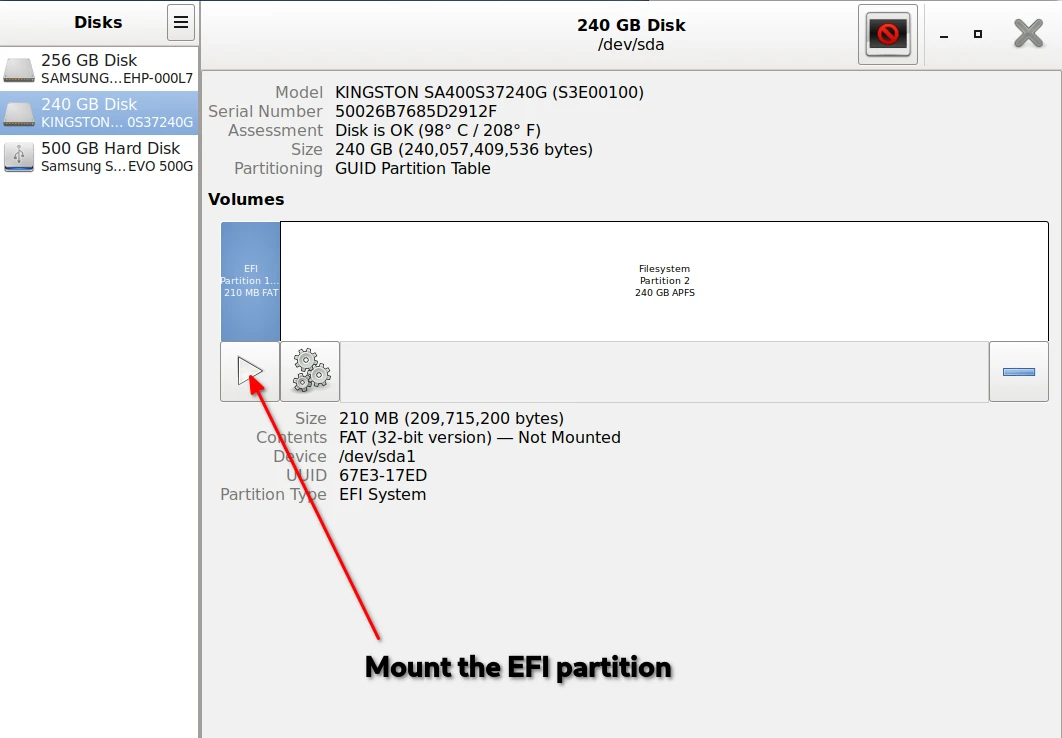 Disks
256 GB Disk
SAMSUNG...EHP-000L7
240 GB Disk
KINGSTON... 0S37240G
500 GB Hard Disk
Samsung S...EVO 500G
240 GB Disk
/dev/sda
Model KINGSTON SA400S37240G (S3E00100)
Serial Number 50026B7685D2912F
Assessment Disk is OK (98° C / 208° F)
Size 240 GB (240,057,409,536 bytes)
Partitioning GUID Partition Table
Volumes
EFI
Partition 1...
210 MB FAT
Filesystem
Partition 2
240 GB APFS
Size 210 MB (209,715,200 bytes)
Contents FAT (32-bit version) — Not Mounted
Device /dev/sda1
UUID 67E3-17ED
Partition Type EFI System
Mount the EFI partition